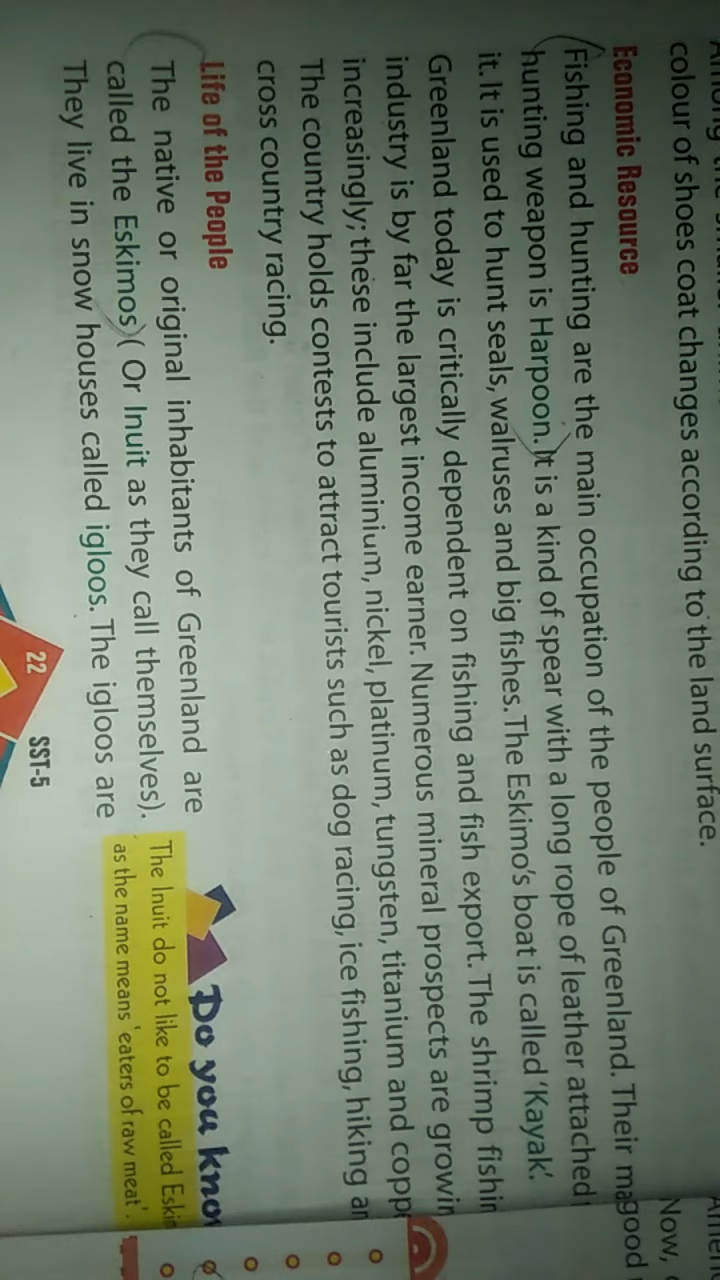 colour of shoes coat changes according to the land surface.
Economic Resource
Fishing and hunting are the main occupation of the people of Greenland. Their ma
hunting weapon is Harpoon. It is a kind of spear with a long rope of leather attached
it. It is used to hunt seals, walruses and big fishes. The Eskimo's boat is called 'Kayak'.
Greenland today is critically dependent on fishing and fish export. The shrimp fishin
industry is by far the largest income earner. Numerous mineral prospects are growin
increasingly; these include aluminium, nickel, platinum, tungsten, titanium and copp
The country holds contests to attract tourists such as dog racing, ice fishing, hiking an
cross country racing.
Life of the People
The native or original inhabitants of Greenland are
called the Eskimos ( Or Inuit as they call themselves).
They live in snow houses called igloos. The igloos are
Do you know
The Inuit do not like to be called Eski
as the name means 'eaters of raw meat'.
22
SST-5
Now,
good